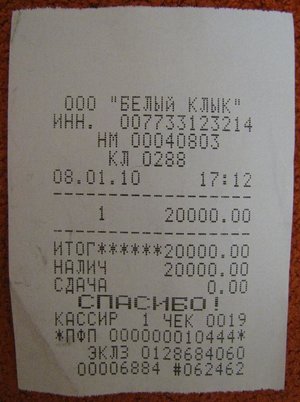 ООО "БЕЛЫЙ КЛЫК"
ИНН. 007733123214
НМ 00040803
КЛ 0288
08.01.10 17:12
1 20000.00
ИТОГ******20000.00
НАЛИЧ 20000.00
СДАЧА 0.00
СПАСИБО!
КАССИР 1 ЧЕК 0019
*ПФП 000000010444*
ЭКЛЗ 0128684060
00006884 #062462